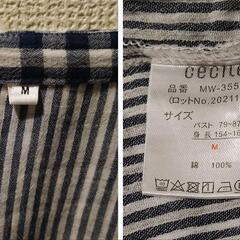 M
cecile
品番 MW-355
(ロットNo.20211
サイズ
バスト 79~87
身長 154~16
M
綿 100%